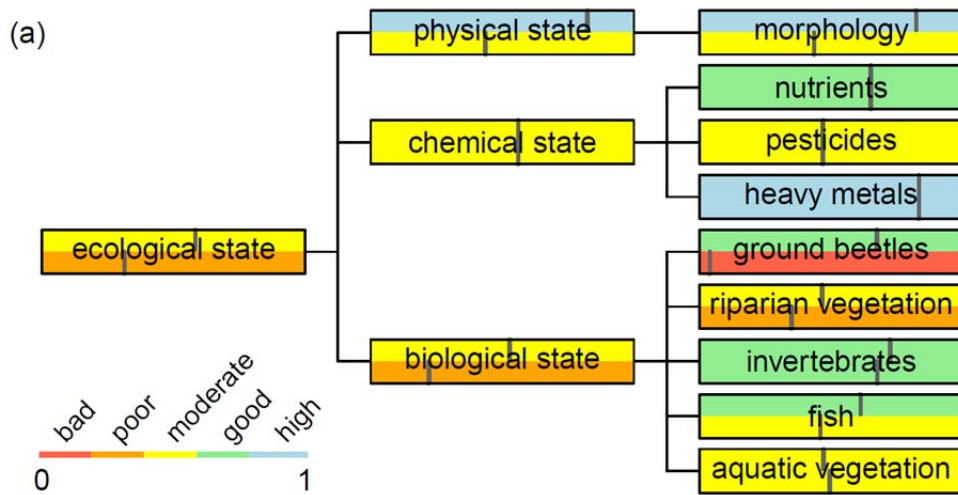 (a)
physical state
morphology
nutrients
chemical state
pesticides
heavy metals
ecological state
ground beetles
riparian vegetation
biological state
invertebrates
fish
aquatic vegetation
bad
poor
moderate
good
high
0
1